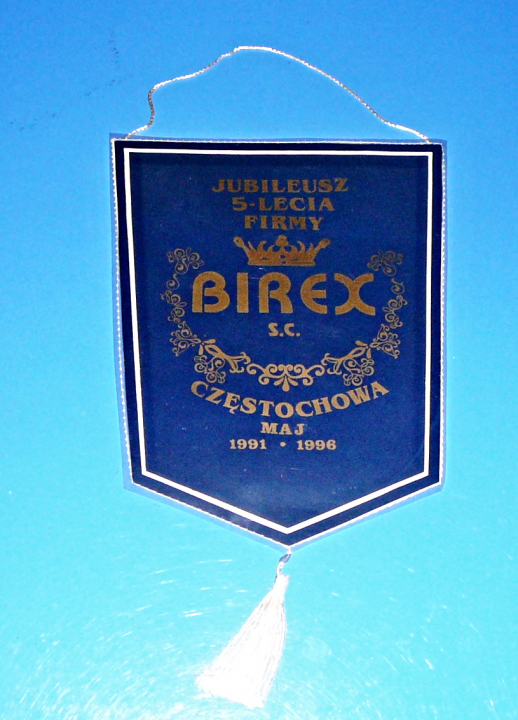 JUBILEUSZ
5-LECIA
FIRMY
BIREX
S.C.
CZĘSTOCHOWA
MAJ
1991 • 1996